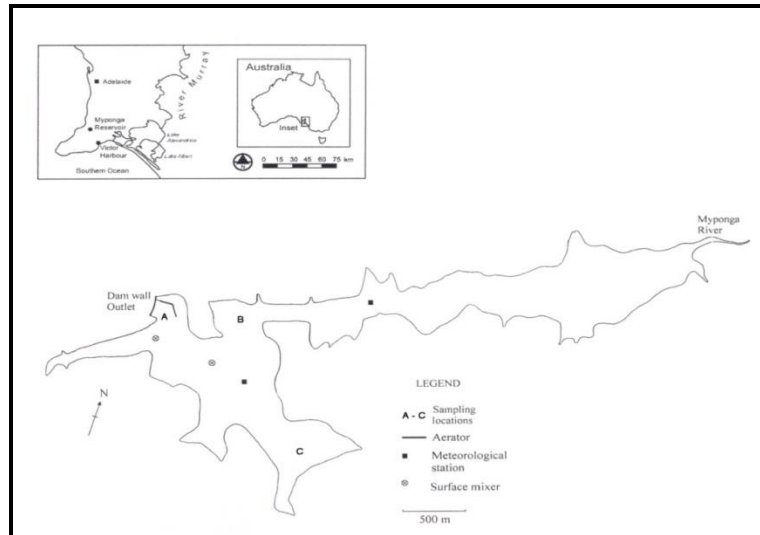 Australia
Adelaide
River Murray
Myponga
Reservoir
Inset
Lake
Alexandrina
Victor
Harbour
Lake Albert
N
0 15 30 45 60 75 km
Southern Ocean
Myponga
River
Dam wall
Outlet
A
B
C
N
LEGEND
A - C Sampling
locations
Aerator
Meteorological
station
Surface mixer
500 m